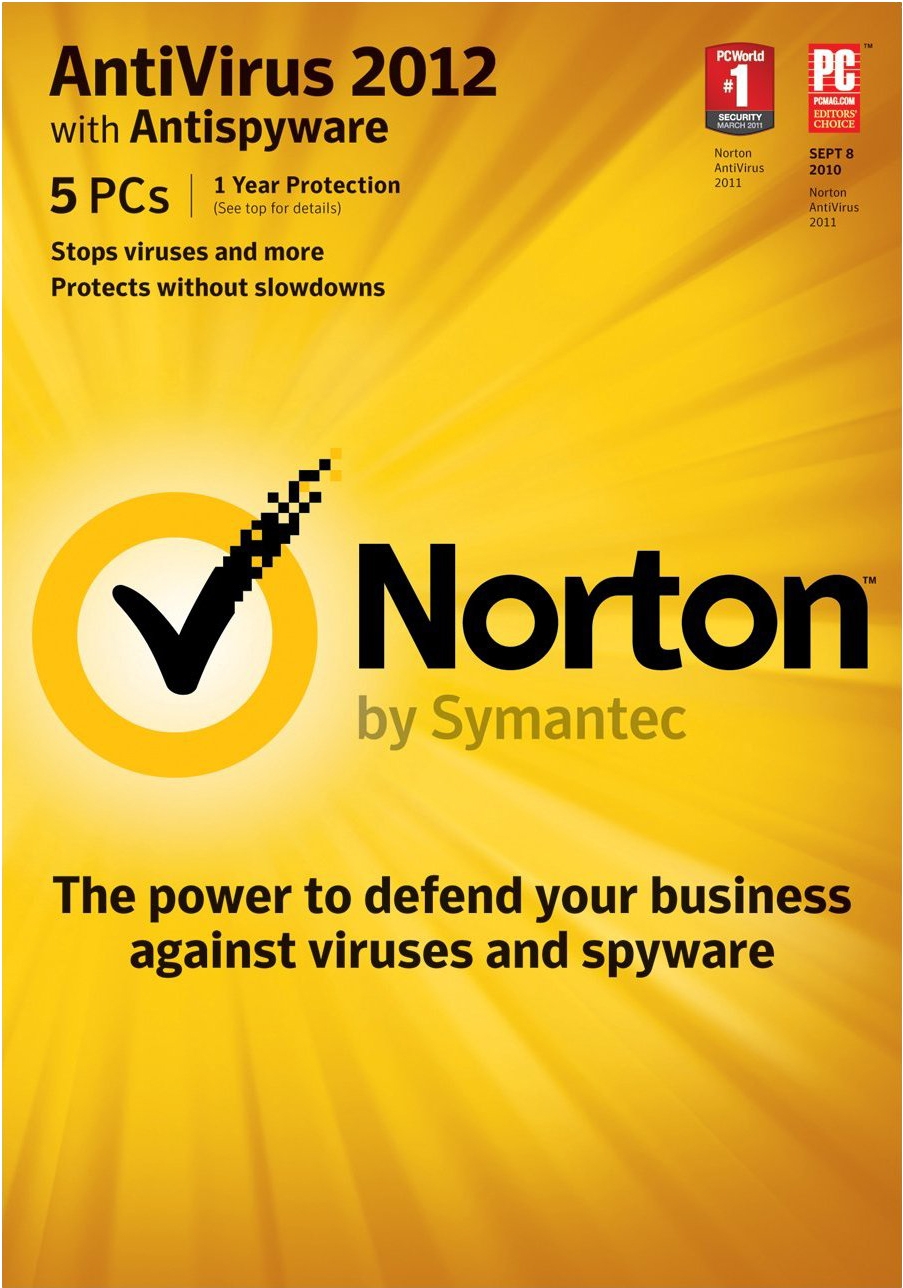 AntiVirus 2012
with Antispyware
5 PCs
1 Year Protection
(See top for details)
Stops viruses and more
Protects without slowdowns
PCWorld
#1
SECURITY
MARCH 2011
Norton
AntiVirus
2011
PC
™
PCMAG.COM
EDITORS'
CHOICE
SEPT 8
2010
Norton
AntiVirus
2011
Norton™
by Symantec
The power to defend your business
against viruses and spyware